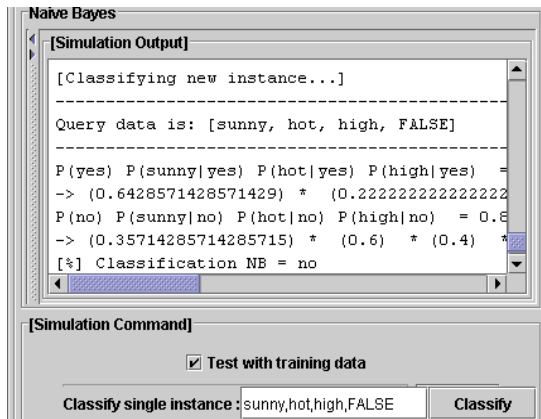 Naive Bayes
[Simulation Output]
[Classifying new instance...]
Query data is: [sunny, hot, high, FALSE]
P(yes) P(sunny|yes) P(hot|yes) P(high|yes) =
-> (0.6428571428571429) * (0.222222222222222
P(no) P(sunny|no) P(hot|no) P(high|no) = 0.8
-> (0.35714285714285715) * (0.6) * (0.4) *
[%] Classification NB = no
[Simulation Command]
Test with training data
Classify single instance : sunny,hot,high,FALSE Classify